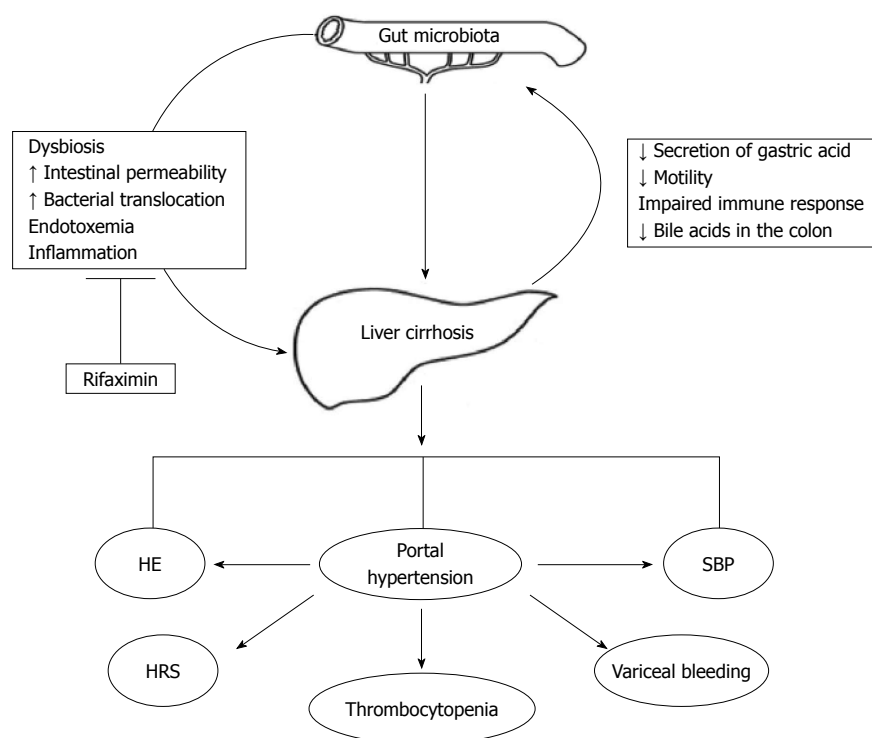 Gut microbiota
Dysbiosis
↑ Intestinal permeability
↑ Bacterial translocation
Endotoxemia
Inflammation
↓ Secretion of gastric acid
↓ Motility
Impaired immune response
↓ Bile acids in the colon
Liver cirrhosis
Rifaximin
HE
Portal
hypertension
SBP
HRS
Thrombocytopenia
Variceal bleeding